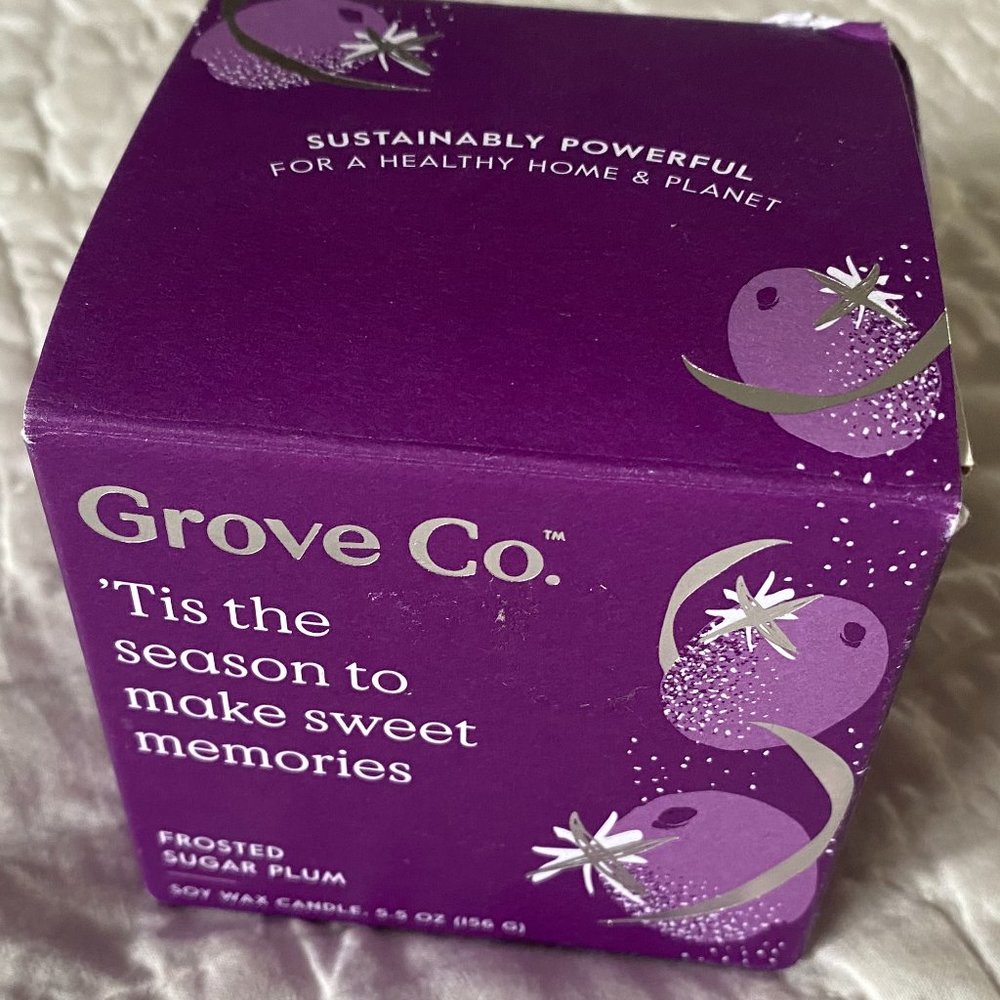 SUSTAINABLY POWERFUL
FOR A HEALTHY HOME & PLANET
Grove Co.™
’Tis the
season to
make sweet
memories
FROSTED
SUGAR PLUM
SOY WAX CANDLE, 5.5 OZ (156 G)